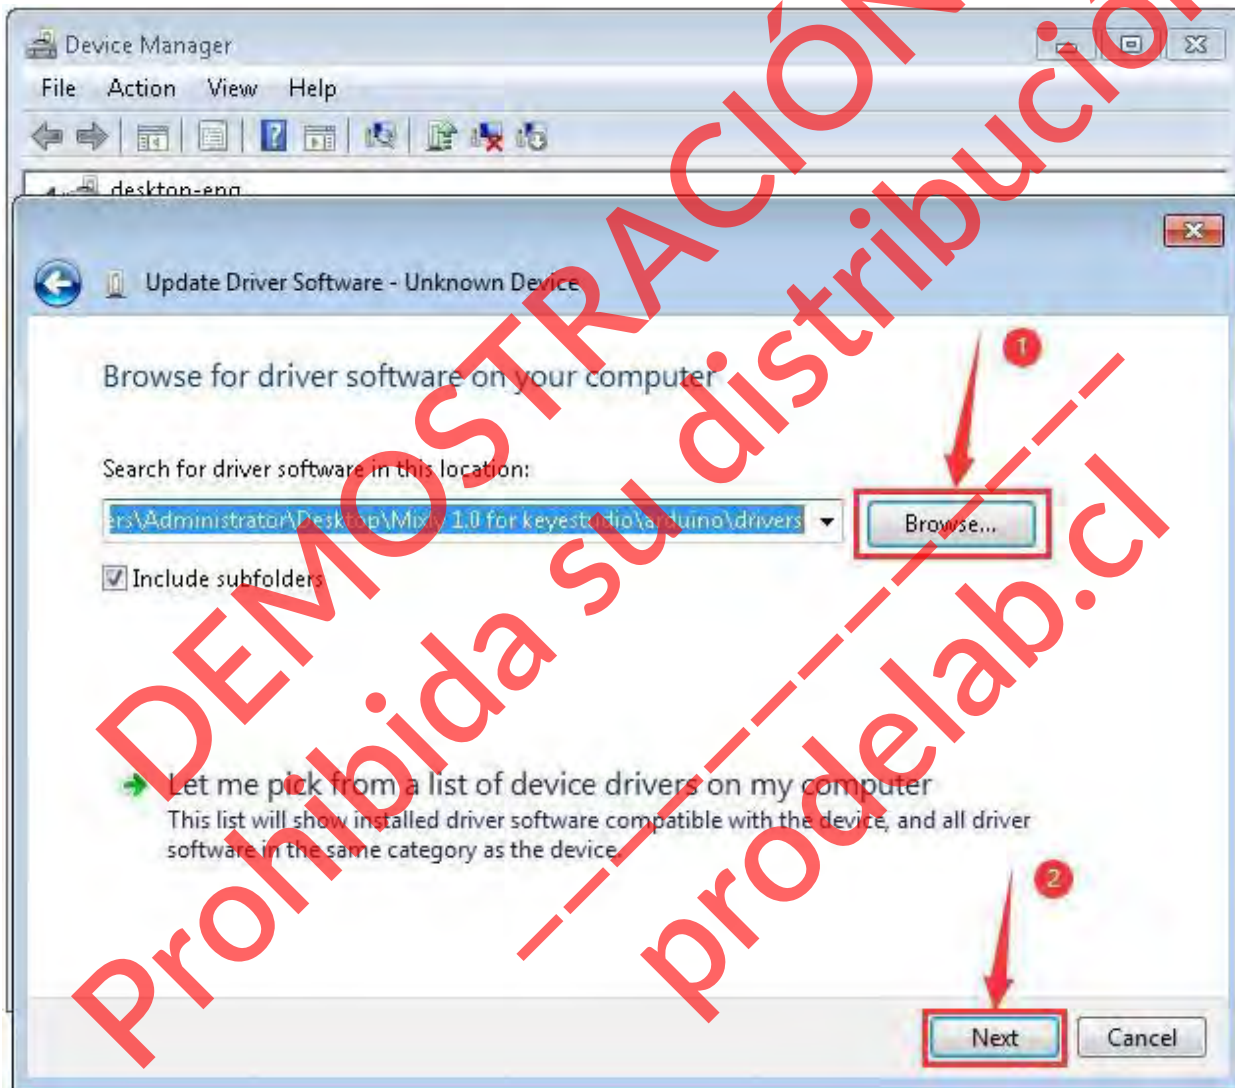 Device Manager
File Action View Help
desktop-eng
Update Driver Software - Unknown Device
Browse for driver software on your computer
1
Search for driver software in this location:
ers\Administrator\Desktop\Mixly 1.0 for keyestudio\arduino\drivers
Browse...
Include subfolders
Let me pick from a list of device drivers on my computer
This list will show installed driver software compatible with the device, and all driver
software in the same category as the device.
2
Next Cancel
DEMOSTRACIÓN
Prohibida su distribución
prodelab.cl